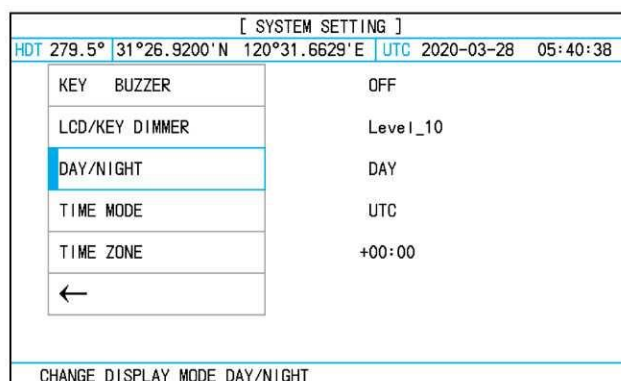 [ SYSTEM SETTING ]
HDT 279.5° 31°26.9200'N 120°31.6629'E UTC 2020-03-28 05:40:38
KEY BUZZER OFF
LCD/KEY DIMMER Level_10
DAY/NIGHT DAY
TIME MODE UTC
TIME ZONE +00:00
←
CHANGE DISPLAY MODE DAY/NIGHT